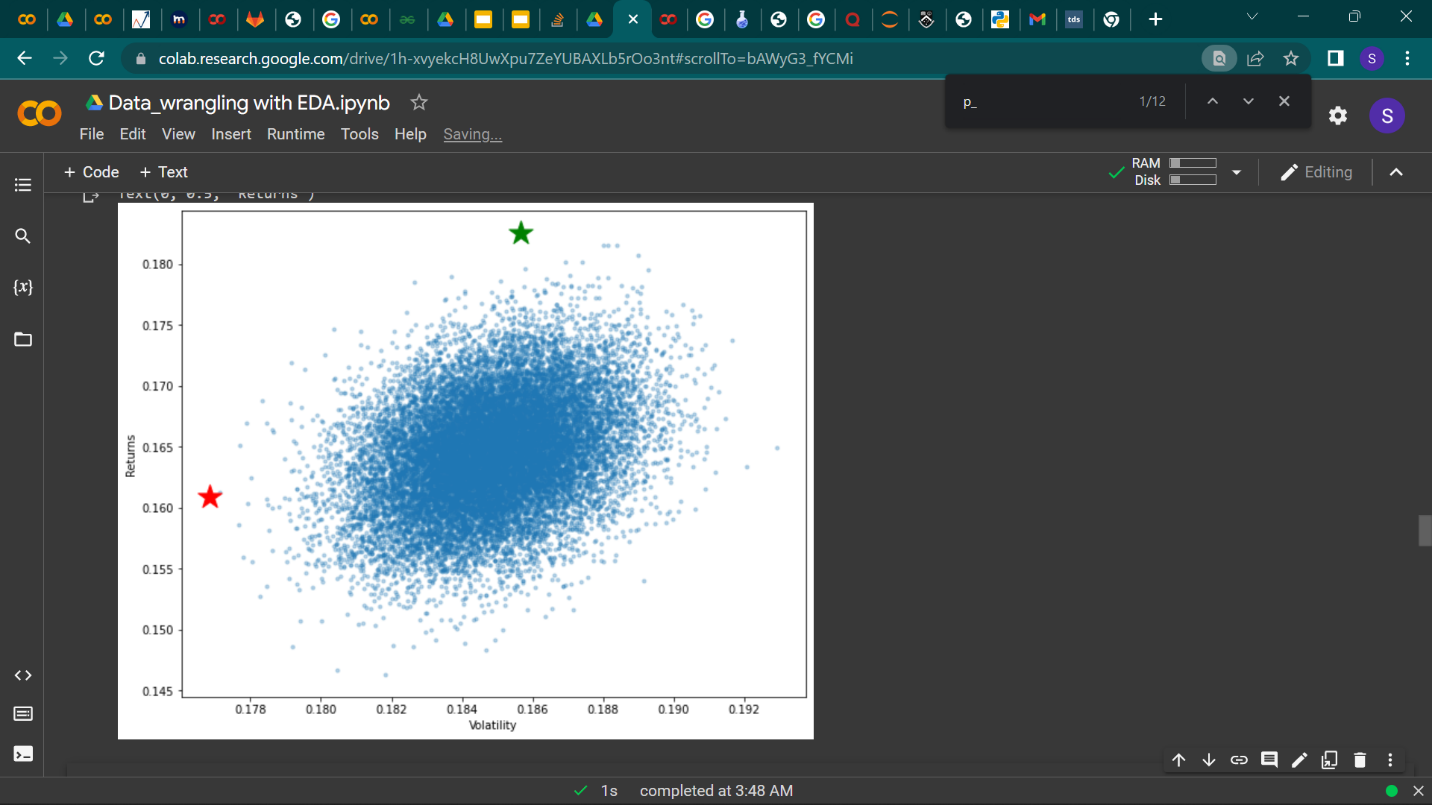 colab.research.google.com/drive/1h-xvyekcH8UwXpu7ZeYUBAXLb5rOo3nt#scrollTo=bAWyG3_fYCMi
S
tds
m
Data_wrangling with EDA.ipynb
p_
1/12
S
File Edit View Insert Runtime Tools Help Saving...
+ Code + Text
RAM
Disk
Editing
Text(0, 0.5, 'Returns')
{x}
0.180
0.175
0.170
0.165
0.160
0.155
0.150
0.145
Returns
0.178 0.180 0.182 0.184 0.186 0.188 0.190 0.192
Volatility
1s completed at 3:48 AM